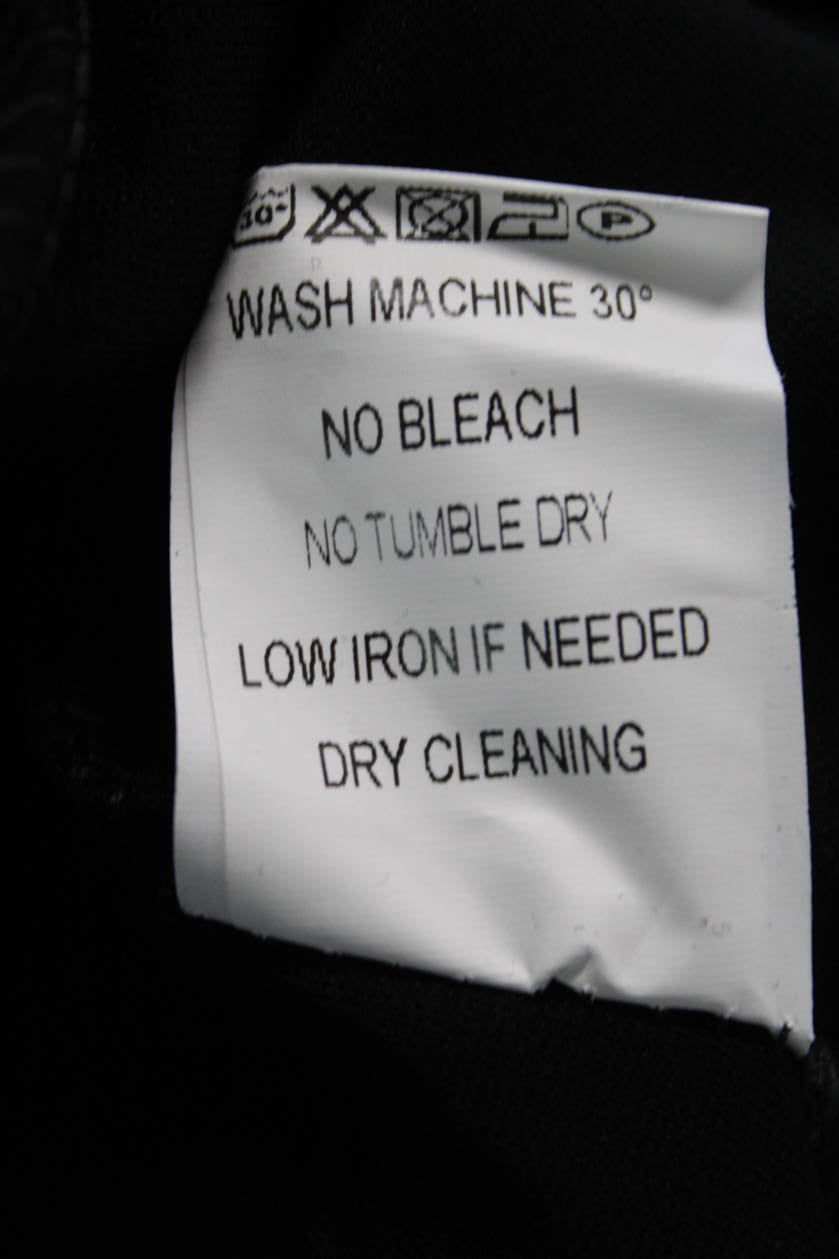 30°
P
WASH MACHINE 30°
NO BLEACH
NO TUMBLE DRY
LOW IRON IF NEEDED
DRY CLEANING